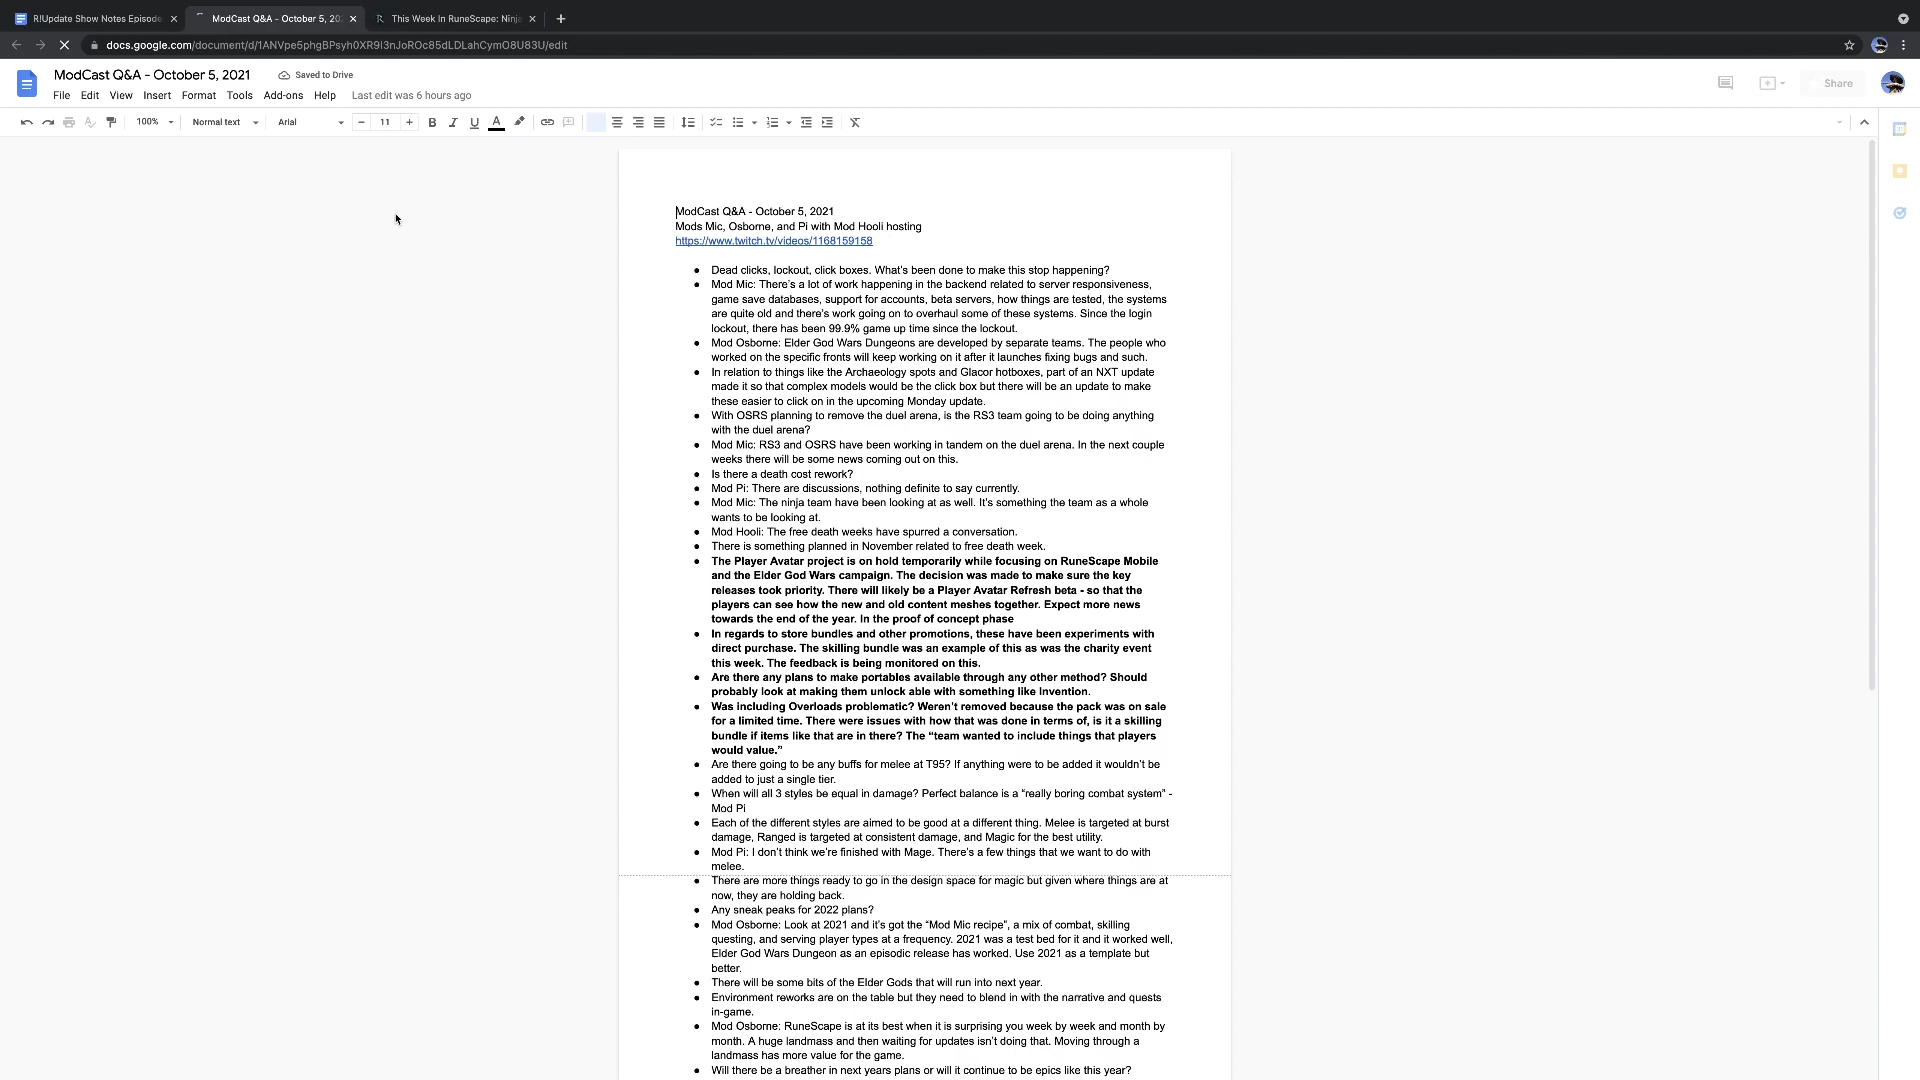 R!Update Show Notes Episode
ModCast Q&A - October 5, 202
This Week In RuneScape: Ninja
docs.google.com/document/d/1ANVpe5phgBPsyh0XR9I3nJoROc85dLDLahCymO8U83U/edit
ModCast Q&A - October 5, 2021
Saved to Drive
File Edit View Insert Format Tools Add-ons Help Last edit was 6 hours ago
Share
100% Normal text Arial 11
ModCast Q&A - October 5, 2021
Mods Mic, Osborne, and Pi with Mod Hooli hosting
https://www.twitch.tv/videos/1168159158
● Dead clicks, lockout, click boxes. What's been done to make this stop happening?
● Mod Mic: There's a lot of work happening in the backend related to server responsiveness,
game save databases, support for accounts, beta servers, how things are tested, the systems
are quite old and there's work going on to overhaul some of these systems. Since the login
lockout, there has been 99.9% game up time since the lockout.
● Mod Osborne: Elder God Wars Dungeons are developed by separate teams. The people who
worked on the specific fronts will keep working on it after it launches fixing bugs and such.
● In relation to things like the Archaeology spots and Glacor hotboxes, part of an NXT update
made it so that complex models would be the click box but there will be an update to make
these easier to click on in the upcoming Monday update.
● With OSRS planning to remove the duel arena, is the RS3 team going to be doing anything
with the duel arena?
● Mod Mic: RS3 and OSRS have been working in tandem on the duel arena. In the next couple
weeks there will be some news coming out on this.
● Is there a death cost rework?
● Mod Pi: There are discussions, nothing definite to say currently.
● Mod Mic: The ninja team have been looking at as well. It's something the team as a whole
wants to be looking at.
● Mod Hooli: The free death weeks have spurred a conversation.
● There is something planned in November related to free death week.
● The Player Avatar project is on hold temporarily while focusing on RuneScape Mobile
and the Elder God Wars campaign. The decision was made to make sure the key
releases took priority. There will likely be a Player Avatar Refresh beta - so that the
players can see how the new and old content meshes together. Expect more news
towards the end of the year. In the proof of concept phase
● In regards to store bundles and other promotions, these have been experiments with
direct purchase. The skilling bundle was an example of this as was the charity event
this week. The feedback is being monitored on this.
● Are there any plans to make portables available through any other method? Should
probably look at making them unlock able with something like Invention.
● Was including Overloads problematic? Weren't removed because the pack was on sale
for a limited time. There were issues with how that was done in terms of, is it a skilling
bundle if items like that are in there? The “team wanted to include things that players
would value.”
● Are there going to be any buffs for melee at T95? If anything were to be added it wouldn't be
added to just a single tier.
● When will all 3 styles be equal in damage? Perfect balance is a “really boring combat system” -
Mod Pi
● Each of the different styles are aimed to be good at a different thing. Melee is targeted at burst
damage, Ranged is targeted at consistent damage, and Magic for the best utility.
● Mod Pi: I don't think we're finished with Mage. There's a few things that we want to do with
melee.
● There are more things ready to go in the design space for magic but given where things are at
now, they are holding back.
● Any sneak peaks for 2022 plans?
● Mod Osborne: Look at 2021 and it's got the “Mod Mic recipe”, a mix of combat, skilling
questing, and serving player types at a frequency. 2021 was a test bed for it and it worked well,
Elder God Wars Dungeon as an episodic release has worked. Use 2021 as a template but
better.
● There will be some bits of the Elder Gods that will run into next year.
● Environment reworks are on the table but they need to blend in with the narrative and quests
in-game.
● Mod Osborne: RuneScape is at its best when it is surprising you week by week and month by
month. A huge landmass and then waiting for updates isn't doing that. Moving through a
landmass has more value for the game.
● Will there be a breather in next years plans or will it continue to be epics like this year?